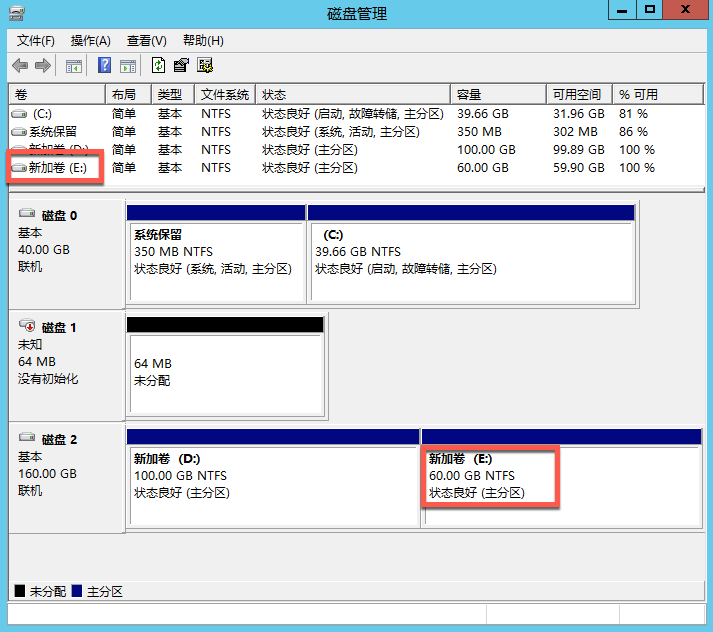 磁盘管理
文件(F) 操作(A) 查看(V) 帮助(H)
卷 布局 类型 文件系统 状态 容量 可用空间 % 可用
(C:) 简单 基本 NTFS 状态良好 (启动, 故障转储, 主分区) 39.66 GB 31.96 GB 81 %
系统保留 简单 基本 NTFS 状态良好 (系统, 活动, 主分区) 350 MB 302 MB 86 %
新加卷 (D:) 简单 基本 NTFS 状态良好 (主分区) 100.00 GB 99.89 GB 100 %
新加卷 (E:) 简单 基本 NTFS 状态良好 (主分区) 60.00 GB 59.90 GB 100 %
磁盘 0
基本
40.00 GB
联机
系统保留
350 MB NTFS
状态良好 (系统, 活动, 主分区)
(C:)
39.66 GB NTFS
状态良好 (启动, 故障转储, 主分区)
磁盘 1
未知
64 MB
没有初始化
64 MB
未分配
磁盘 2
基本
160.00 GB
联机
新加卷 (D:)
100.00 GB NTFS
状态良好 (主分区)
新加卷 (E:)
60.00 GB NTFS
状态良好 (主分区)
未分配 主分区